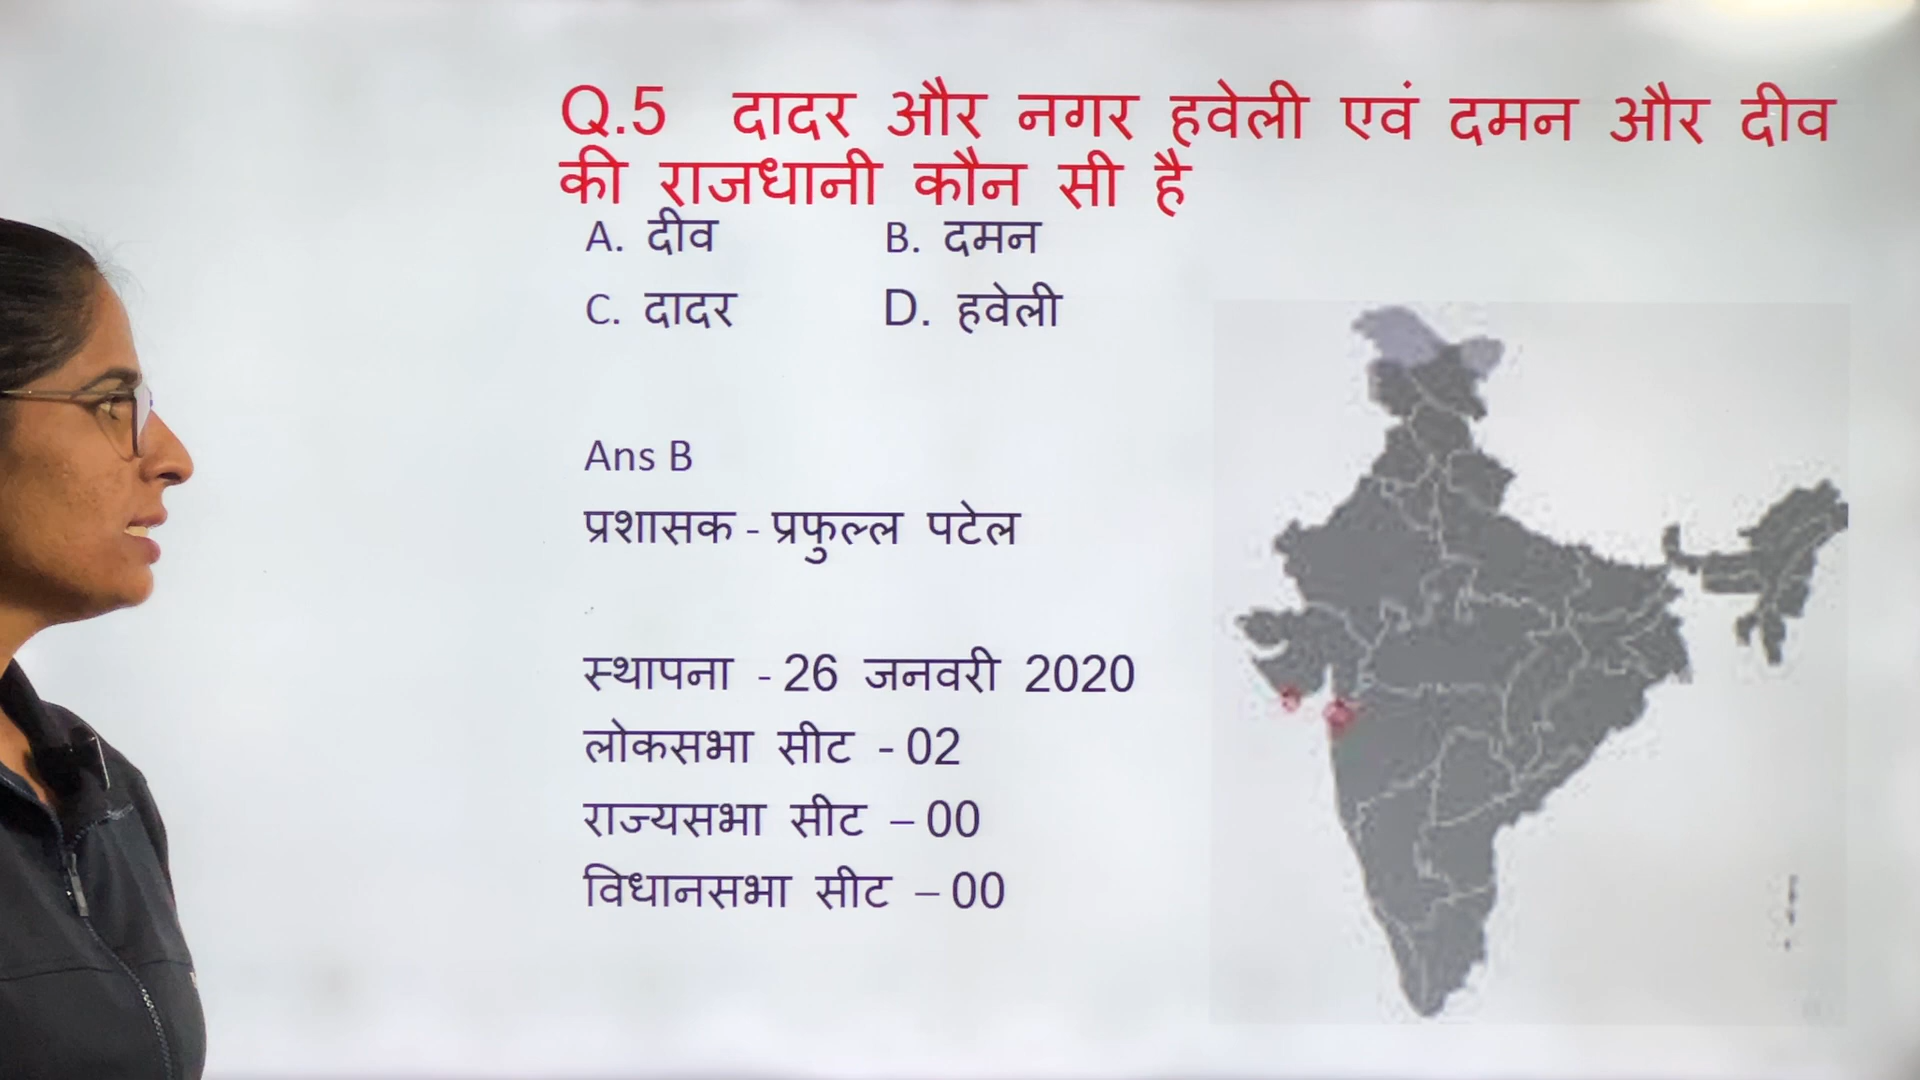 Q.5 दादर और नगर हवेली एवं दमन और दीव
की राजधानी कौन सी है
A. दीव B. दमन
C. दादर D. हवेली
Ans B
प्रशासक - प्रफुल्ल पटेल
स्थापना - 26 जनवरी 2020
लोकसभा सीट - 02
राज्यसभा सीट – 00
विधानसभा सीट – 00